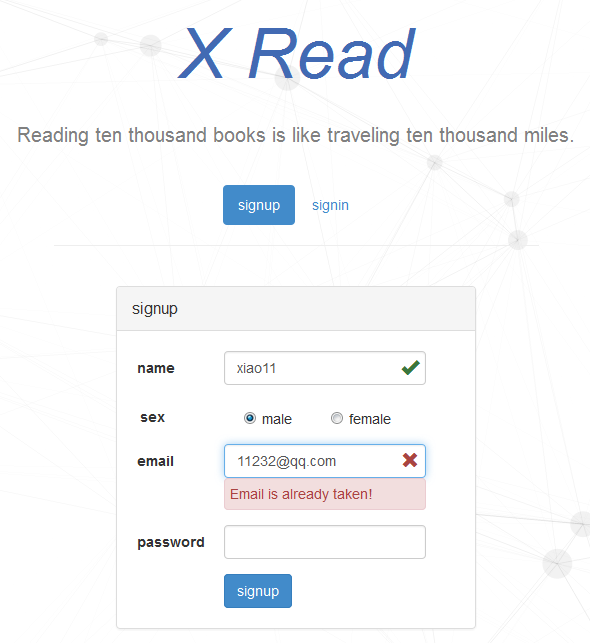 X Read
Reading ten thousand books is like traveling ten thousand miles.
signup signin
signup
name xiao11
sex male female
email 11232@qq.com
Email is already taken!
password
signup